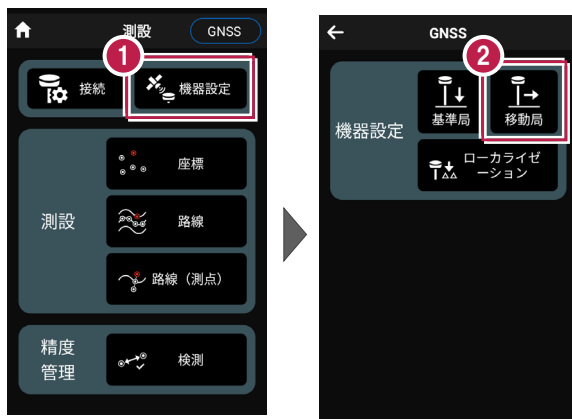 測設
GNSS
1
接続
機器設定
測設
座標
路線
路線（測点）
精度
管理
検測
GNSS
2
機器設定
基準局
移動局
ローカライゼ
ーション